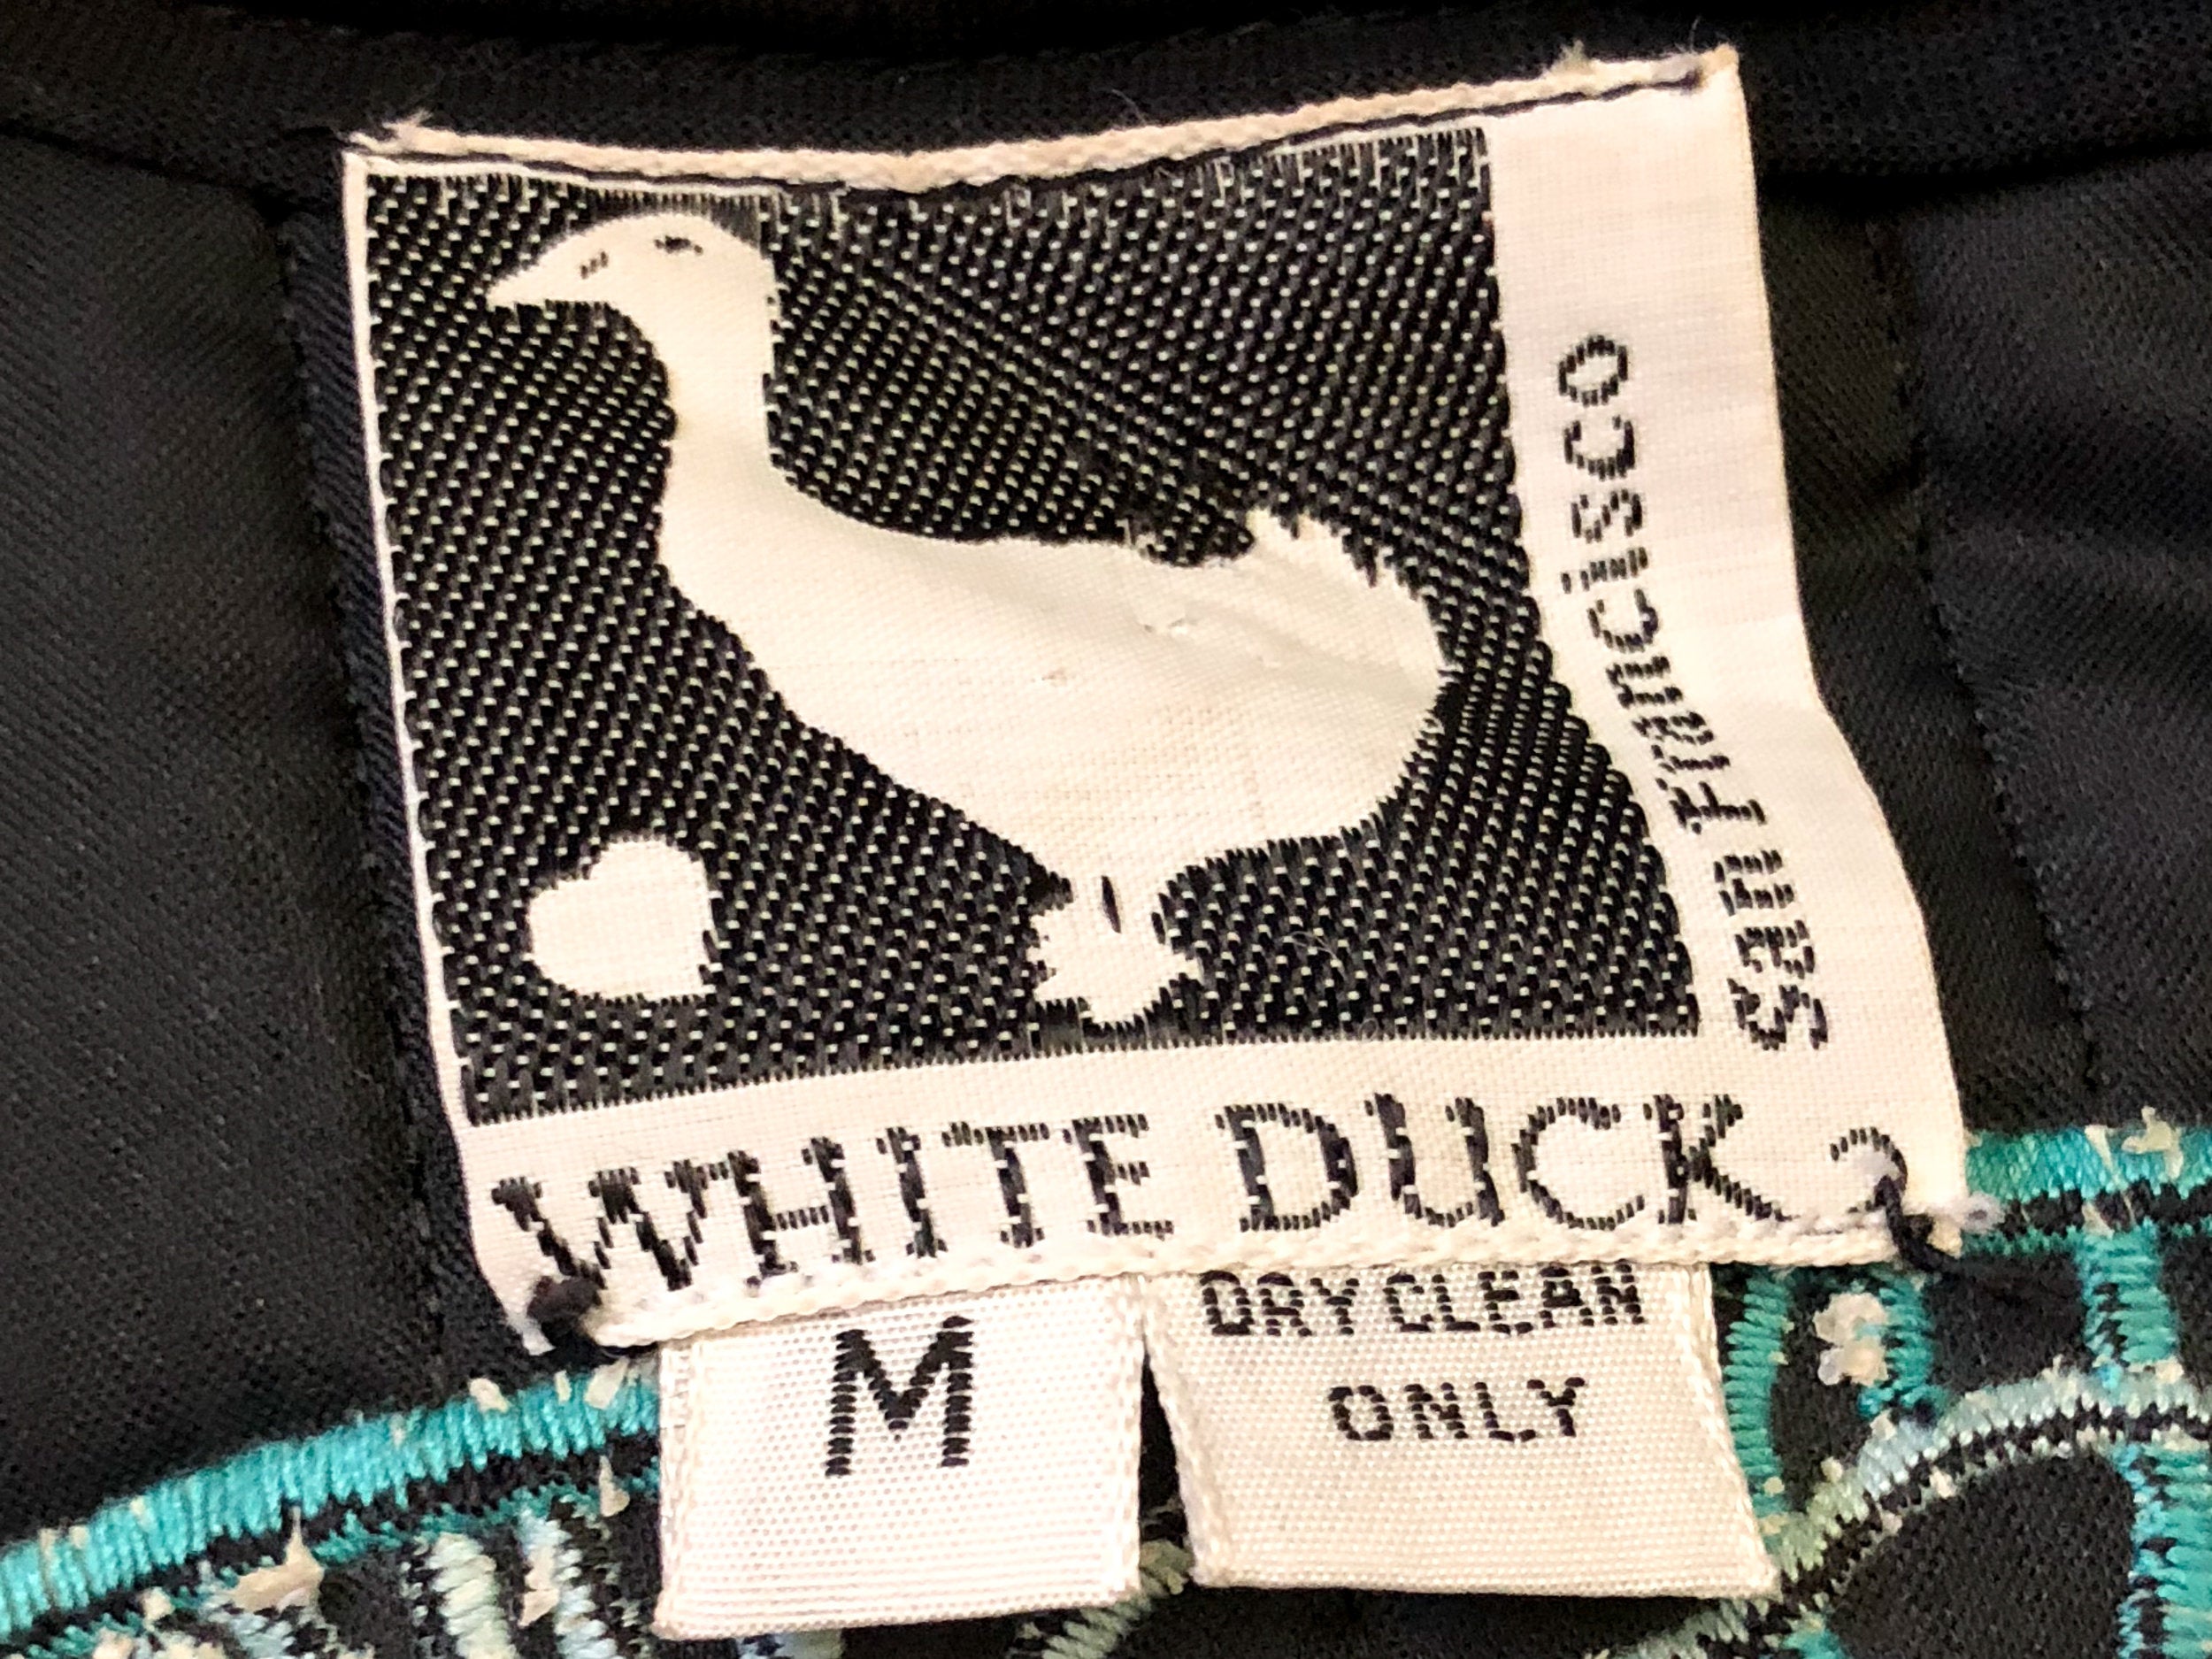 San Francisco
WHITE DUCK
M
DRY CLEAN
ONLY